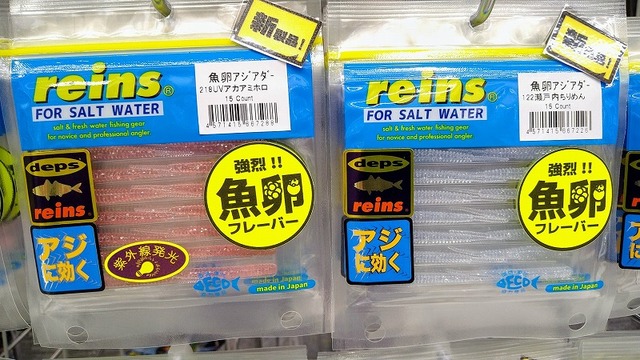 新製品!
reins®
FOR SALT WATER
salt & fresh water fishing gear
for novice and professional angler
魚卵アジアダー
218UVアカアミホロ
15 Count
deps
reins
アジ
に効く
強烈!!
魚卵
フレーバー
紫外線発光
made in Japan
made in Japan
reins®
FOR SALT WATER
salt & fresh water fishing gear
for novice and professional angler
魚卵アジアダー
122瀬戸内ちりめん
15 Count
deps
reins
アジ
に効く
強烈!!
魚卵
フレーバー
made in Japan